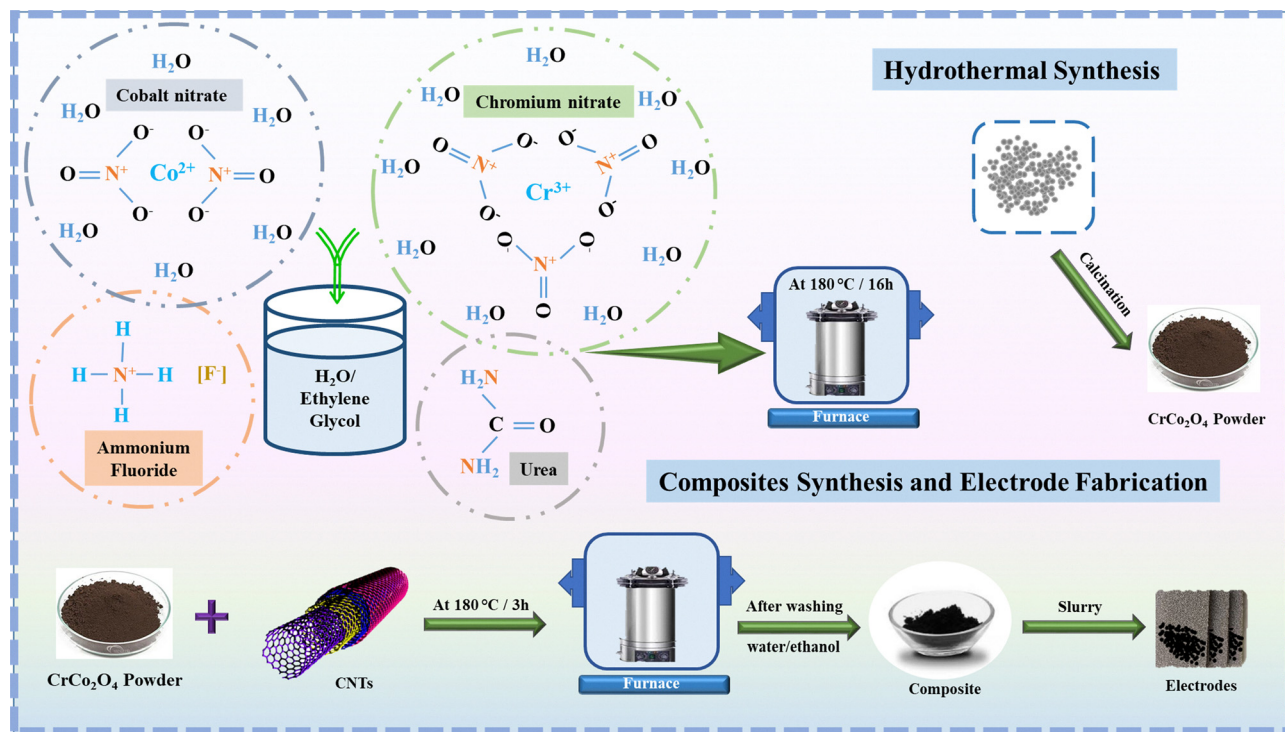 H₂O
Cobalt nitrate
H₂O
H₂O
O⁻ O⁻
O=N⁺ Co²⁺ N⁺=O
O⁻ O⁻
H₂O
H₂O
H₂O
H₂O
H₂O
Chromium nitrate
H₂O
O O⁻ O⁻ O
N⁺ N⁺
H₂O
H₂O
Cr³⁺
O⁻ O⁻
O⁻ O⁻
H₂O
H₂O
N⁺
O
H₂O
H₂O
Hydrothermal Synthesis
Calcination
CrCo₂O₄ Powder
H
H N⁺ H [F⁻]
H
Ammonium
Fluoride
H₂O/
Ethylene
Glycol
H₂N
C=O
NH₂
Urea
At 180 °C / 16h
Furnace
Composites Synthesis and Electrode Fabrication
CrCo₂O₄ Powder
+
CNTs
At 180 °C / 3h
Furnace
After washing
water/ethanol
Composite
Slurry
Electrodes